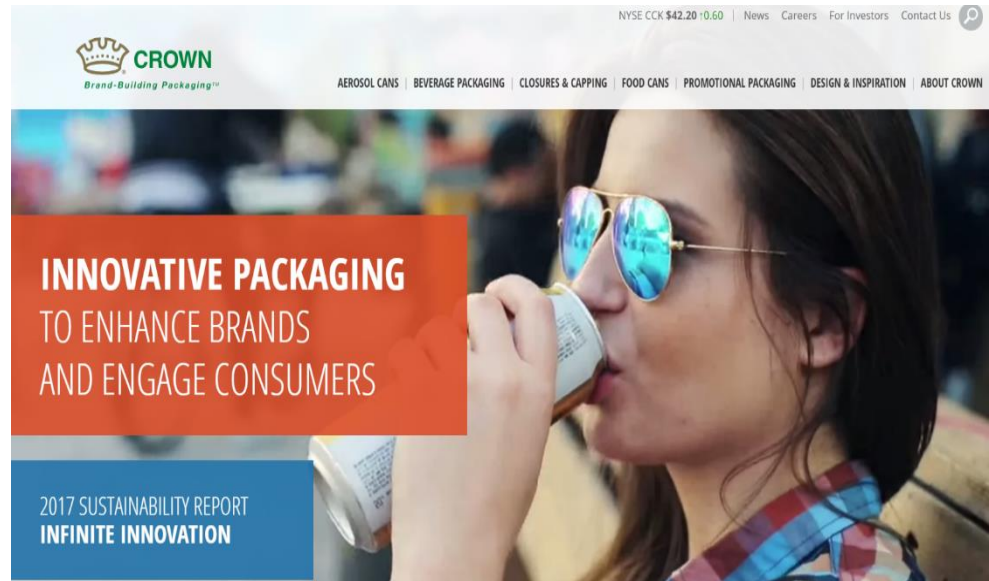 NYSE CCK $42.20 ↑0.60 | News Careers For Investors Contact Us
CROWN
Brand-Building Packaging™
AEROSOL CANS | BEVERAGE PACKAGING | CLOSURES & CAPPING | FOOD CANS | PROMOTIONAL PACKAGING | DESIGN & INSPIRATION | ABOUT CROWN
INNOVATIVE PACKAGING
TO ENHANCE BRANDS
AND ENGAGE CONSUMERS
2017 SUSTAINABILITY REPORT
INFINITE INNOVATION